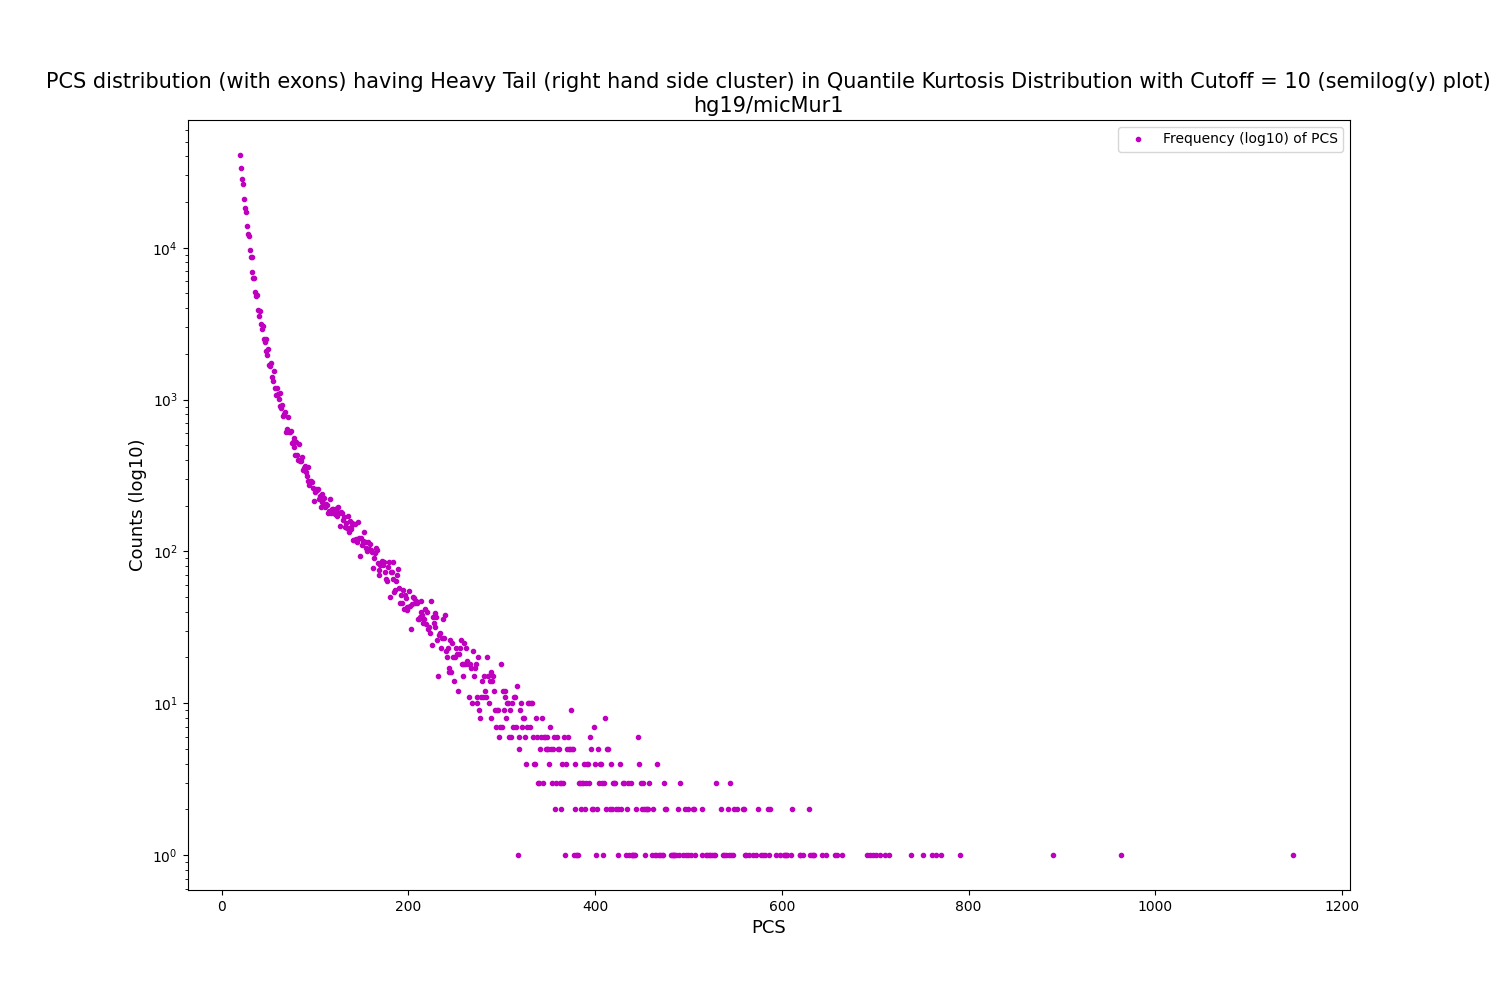 PCS distribution (with exons) having Heavy Tail (right hand side cluster) in Quantile Kurtosis Distribution with Cutoff = 10 (semilog(y) plot)
hg19/micMur1
Frequency (log10) of PCS
Counts (log10)
10^4
10^3
10^2
10^1
10^0
0 200 400 600 800 1000 1200
PCS